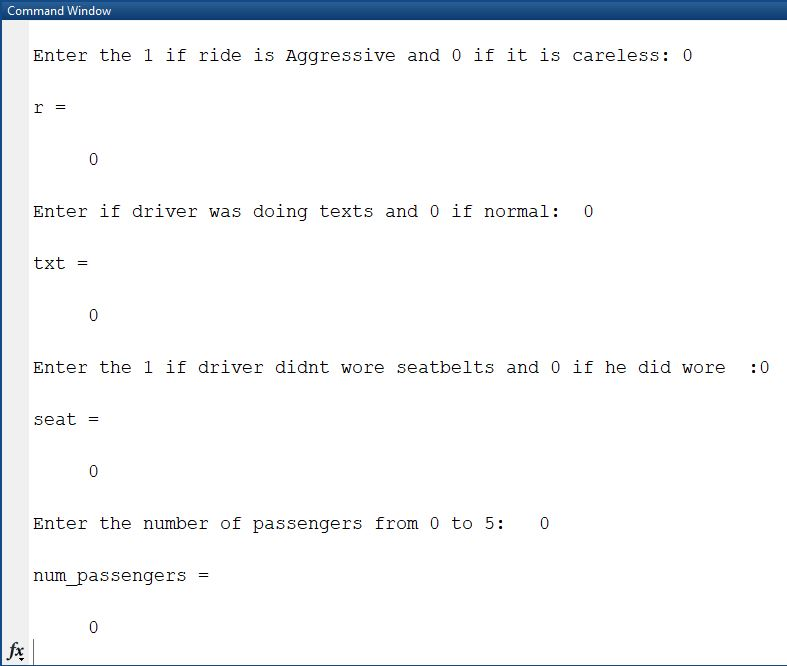 Command Window
Enter the 1 if ride is Aggressive and 0 if it is careless: 0
r =
0
Enter if driver was doing texts and 0 if normal:  0
txt =
0
Enter the 1 if driver didnt wore seatbelts and 0 if he did wore  :0
seat =
0
Enter the number of passengers from 0 to 5:   0
num_passengers =
0
fx